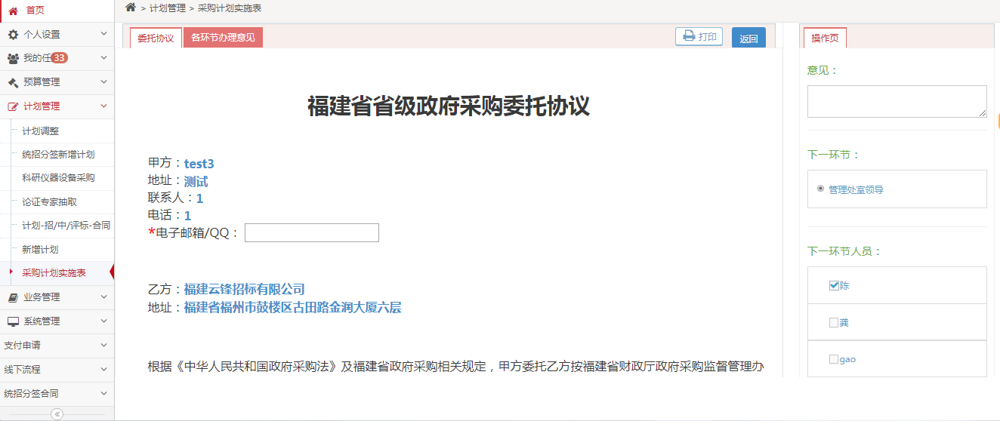 首页
个人设置
我的任33
预算管理
计划管理
计划调整
统招分签新增计划
科研仪器设备采购
论证专家抽取
计划-招/中/评标-合同
新增计划
采购计划实施表
业务管理
系统管理
支付申请
线下流程
统招分签合同
> 计划管理 > 采购计划实施表
委托协议 各环节办理意见 打印 返回
福建省省级政府采购委托协议
甲方：test3
地址：测试
联系人：1
电话：1
*电子邮箱/QQ：
乙方：福建云锋招标有限公司
地址：福建省福州市鼓楼区古田路金润大厦六层
根据《中华人民共和国政府采购法》及福建省政府采购相关规定，甲方委托乙方按福建省财政厅政府采购监督管理办
操作页
意见：
下一环节：
管理处室领导
下一环节人员：
陈
龚
gao